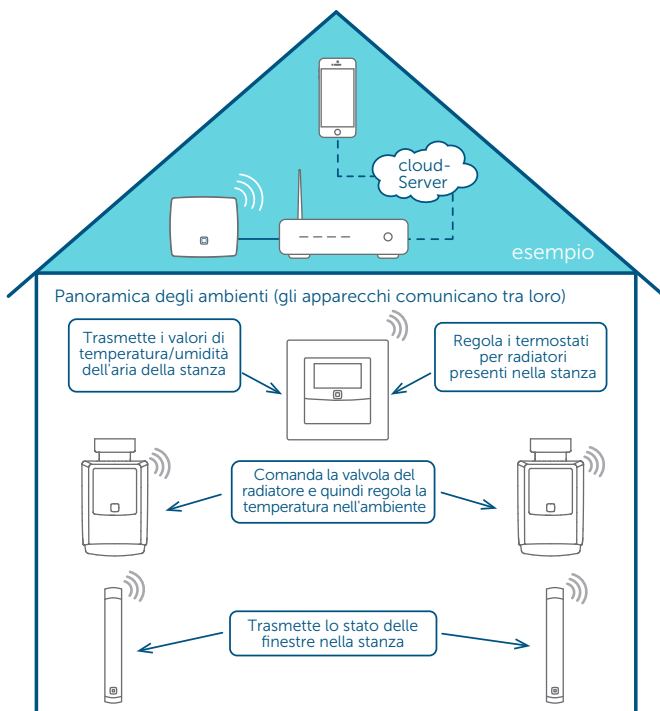 cloud-
Server
esempio
Panoramica degli ambienti (gli apparecchi comunicano tra loro)
Trasmette i valori di
temperatura/umidità
dell'aria della stanza
Regola i termostati
per radiatori
presenti nella stanza
Comanda la valvola del
radiatore e quindi regola la
temperatura nell'ambiente
Trasmette lo stato delle
finestre nella stanza